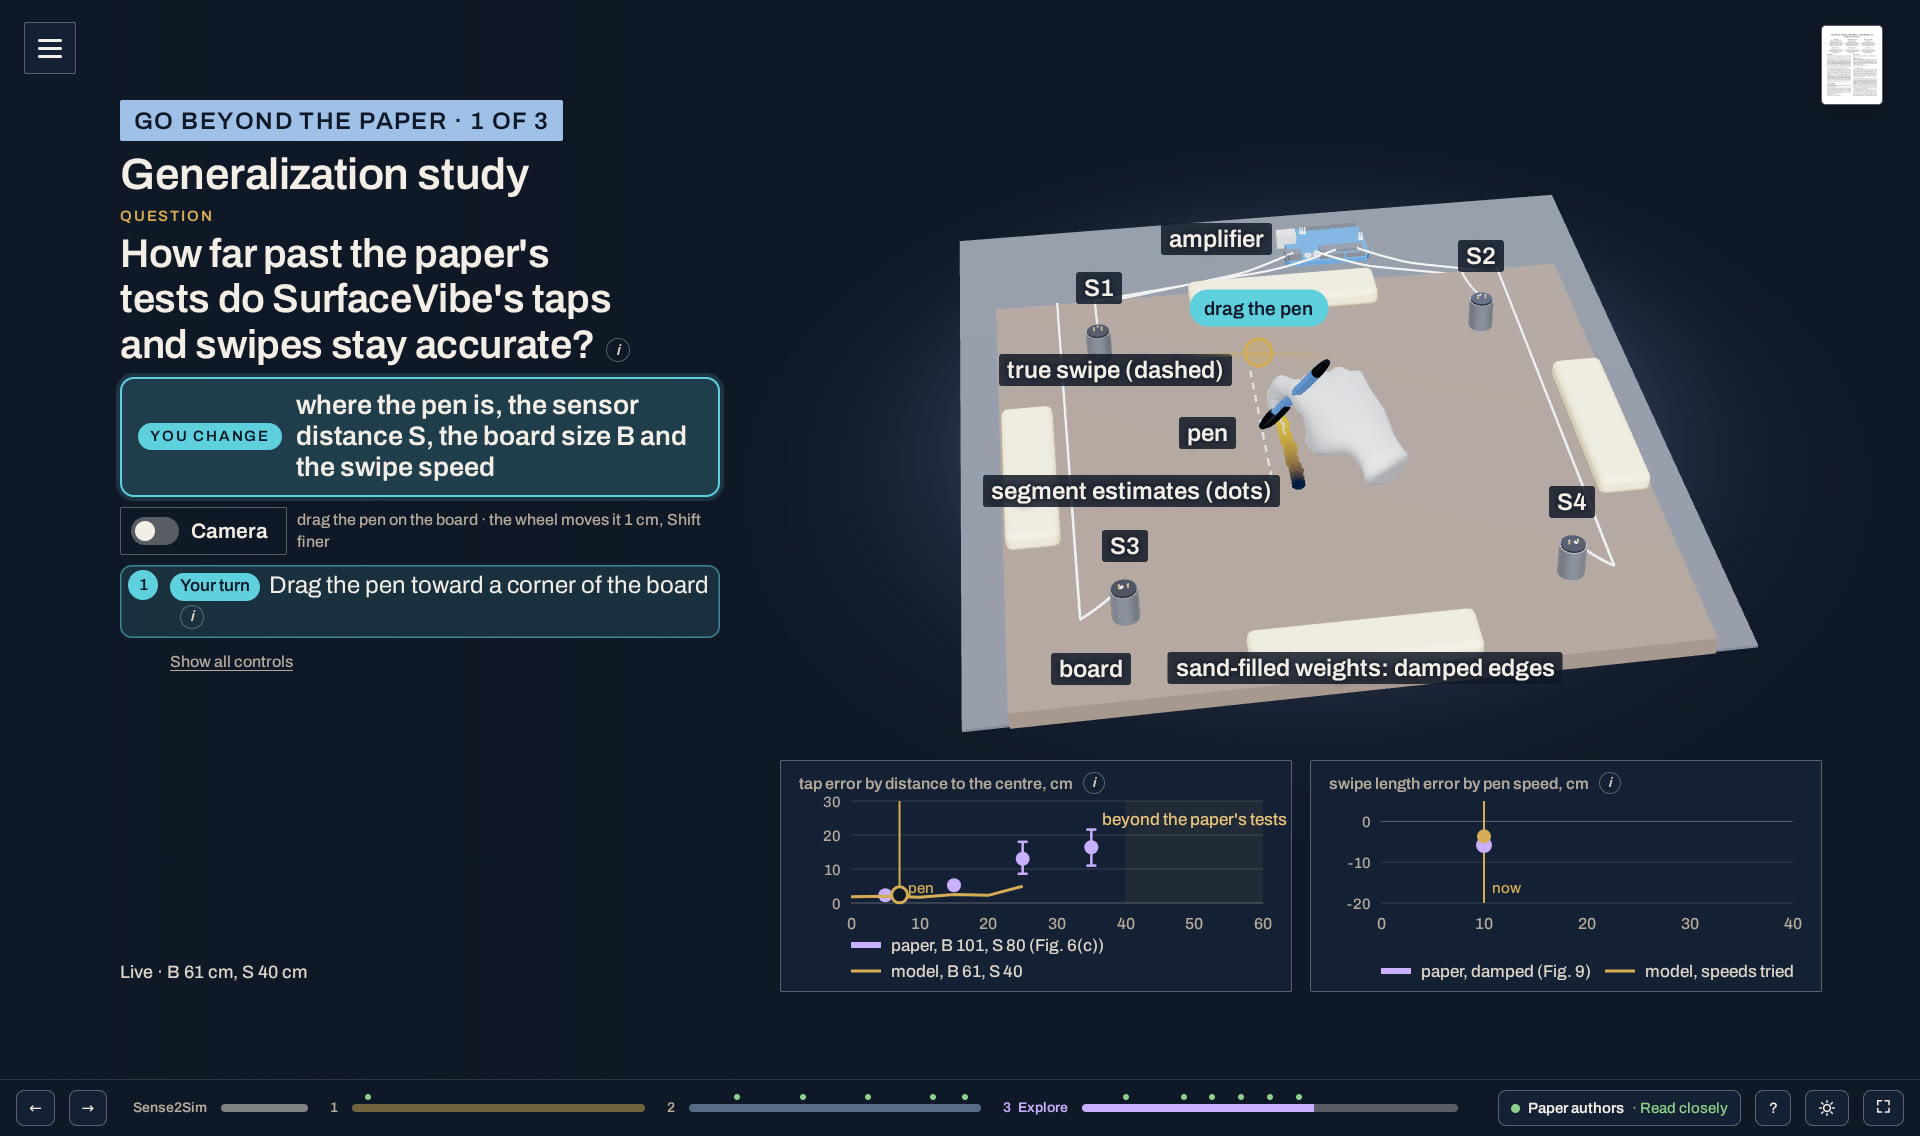 GO BEYOND THE PAPER · 1 OF 3
Generalization study
QUESTION
How far past the paper's
tests do SurfaceVibe's taps
and swipes stay accurate? i
YOU CHANGE
where the pen is, the sensor
distance S, the board size B and
the swipe speed
Camera
drag the pen on the board · the wheel moves it 1 cm, Shift
finer
1 Your turn Drag the pen toward a corner of the board
i
Show all controls
Live · B 61 cm, S 40 cm
amplifier
S2
S1
drag the pen
true swipe (dashed)
pen
segment estimates (dots)
S4
S3
board
sand-filled weights: damped edges
tap error by distance to the centre, cm i
30
20
10
0
beyond the paper's tests
pen
0 10 20 30 40 50 60
paper, B 101, S 80 (Fig. 6(c))
model, B 61, S 40
swipe length error by pen speed, cm i
0
-10
-20
now
0 10 20 30 40
paper, damped (Fig. 9) model, speeds tried
← → Sense2Sim 1 2 3 Explore Paper authors · Read closely ?